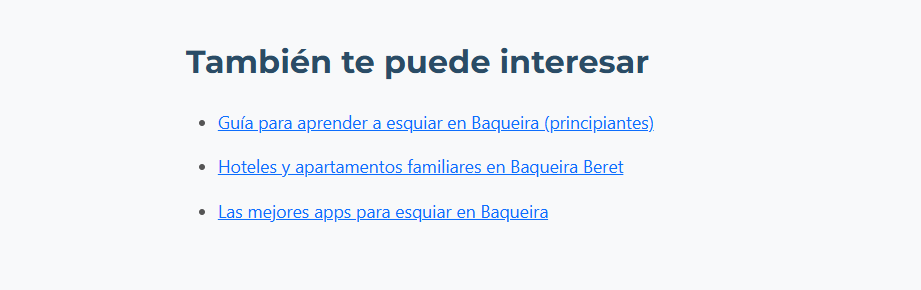 También te puede interesar
Guía para aprender a esquiar en Baqueira (principiantes)
Hoteles y apartamentos familiares en Baqueira Beret
Las mejores apps para esquiar en Baqueira